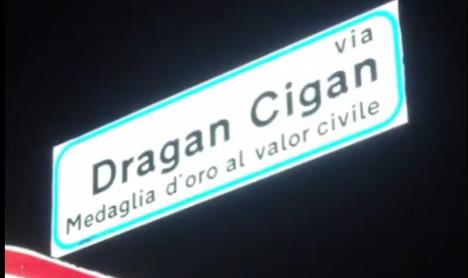 via
Dragan Cigan
Medaglia d'oro al valor civile